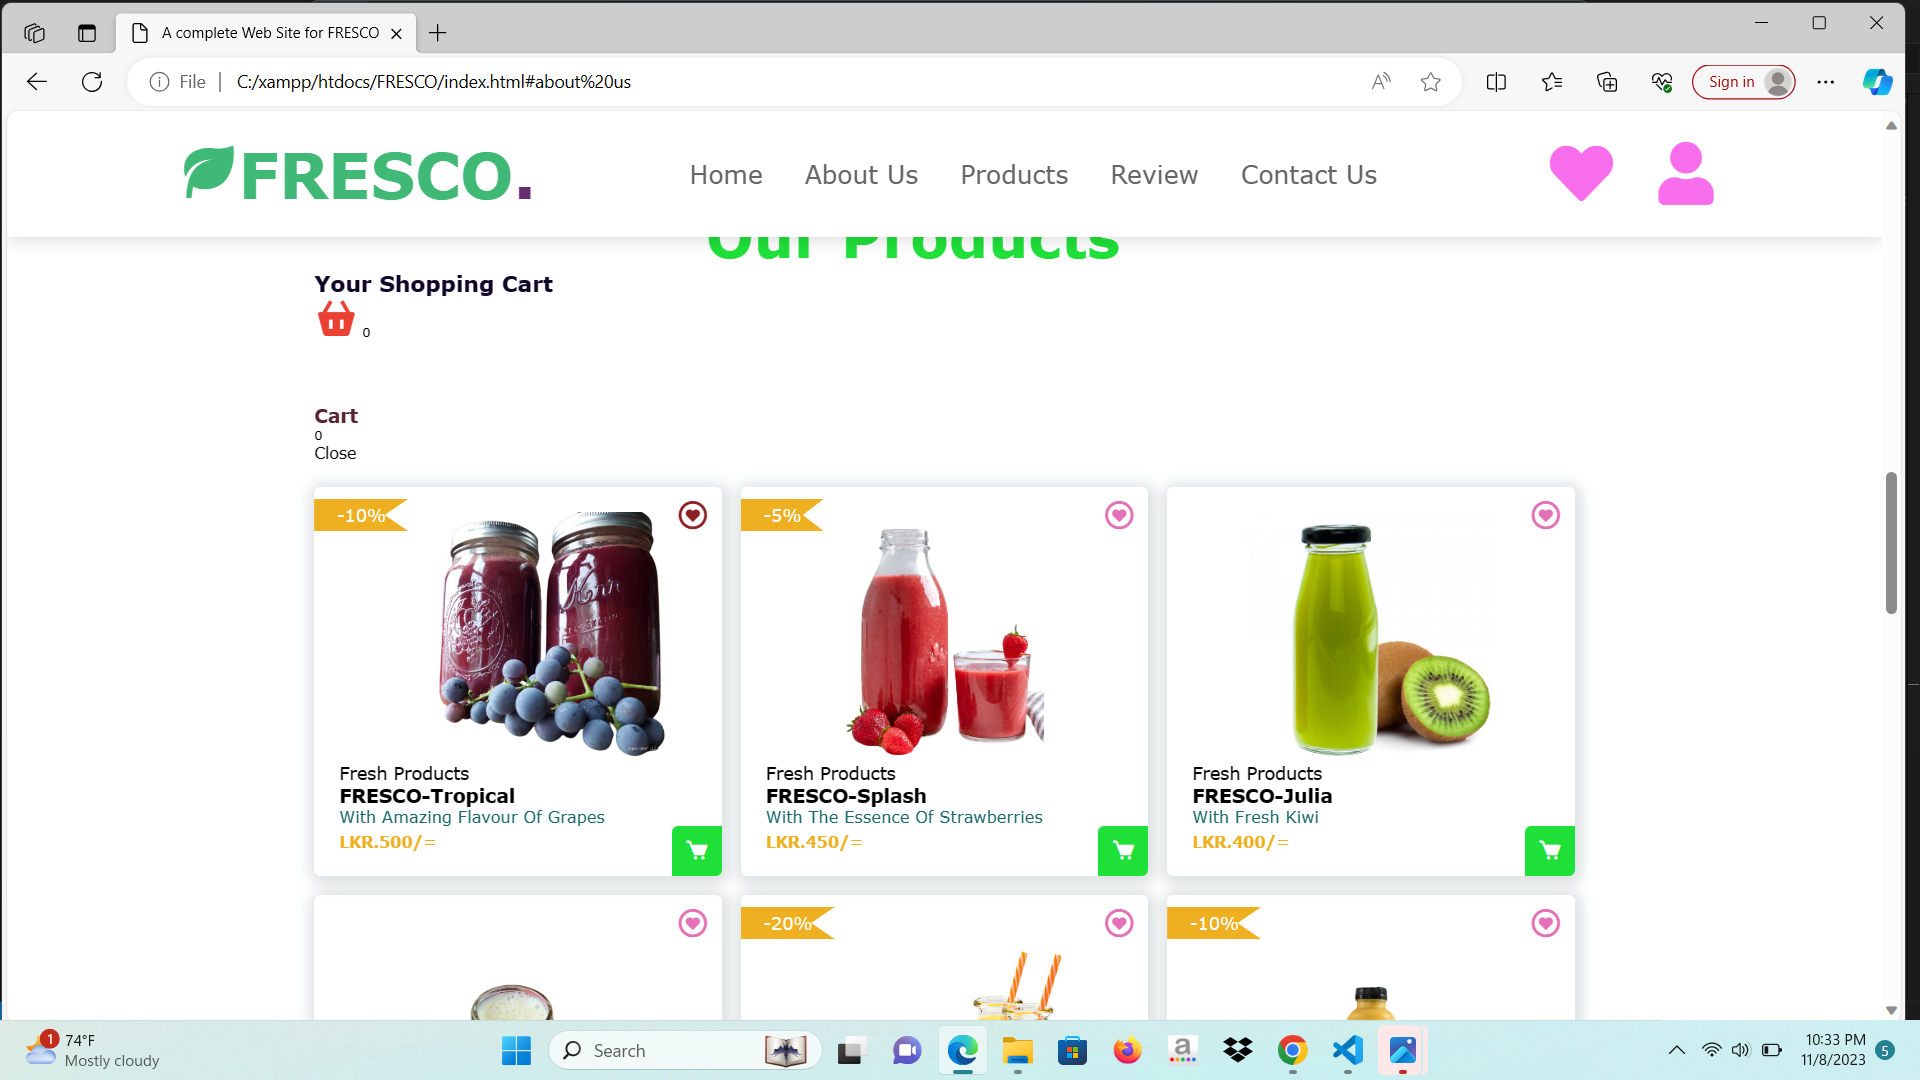 A complete Web Site for FRESCO
File
C:/xampp/htdocs/FRESCO/index.html#about%20us
Sign in
FRESCO.
Home
About Us
Products
Review
Contact Us
Our Products
Your Shopping Cart
0
Cart
0
Close
-10%
Fresh Products
FRESCO-Tropical
With Amazing Flavour Of Grapes
LKR.500/=
-5%
Fresh Products
FRESCO-Splash
With The Essence Of Strawberries
LKR.450/=
Fresh Products
FRESCO-Julia
With Fresh Kiwi
LKR.400/=
-20%
-10%
1
74°F
Mostly cloudy
Search
a
10:33 PM
11/8/2023
5